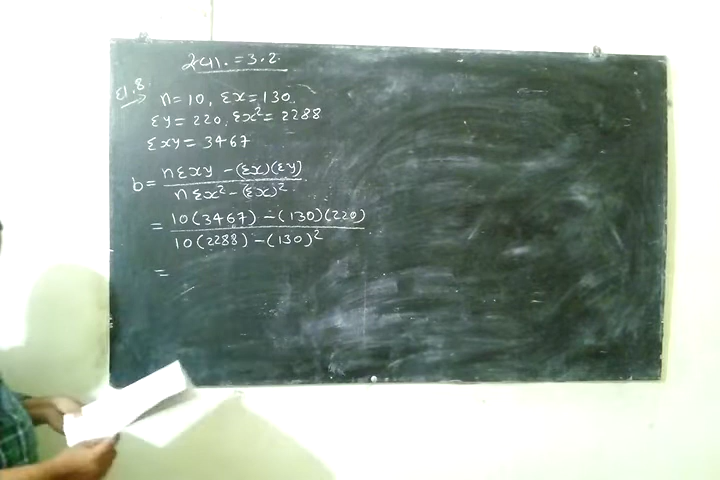 સ્વા. = 3.2.
દા.8.
n = 10, Σx = 130.
Σy = 220, Σx² = 2288
Σxy = 3467
b = nΣxy - (Σx)(Σy) / nΣx² - (Σx)²
= 10(3467) - (130)(220) / 10(2288) - (130)²
=